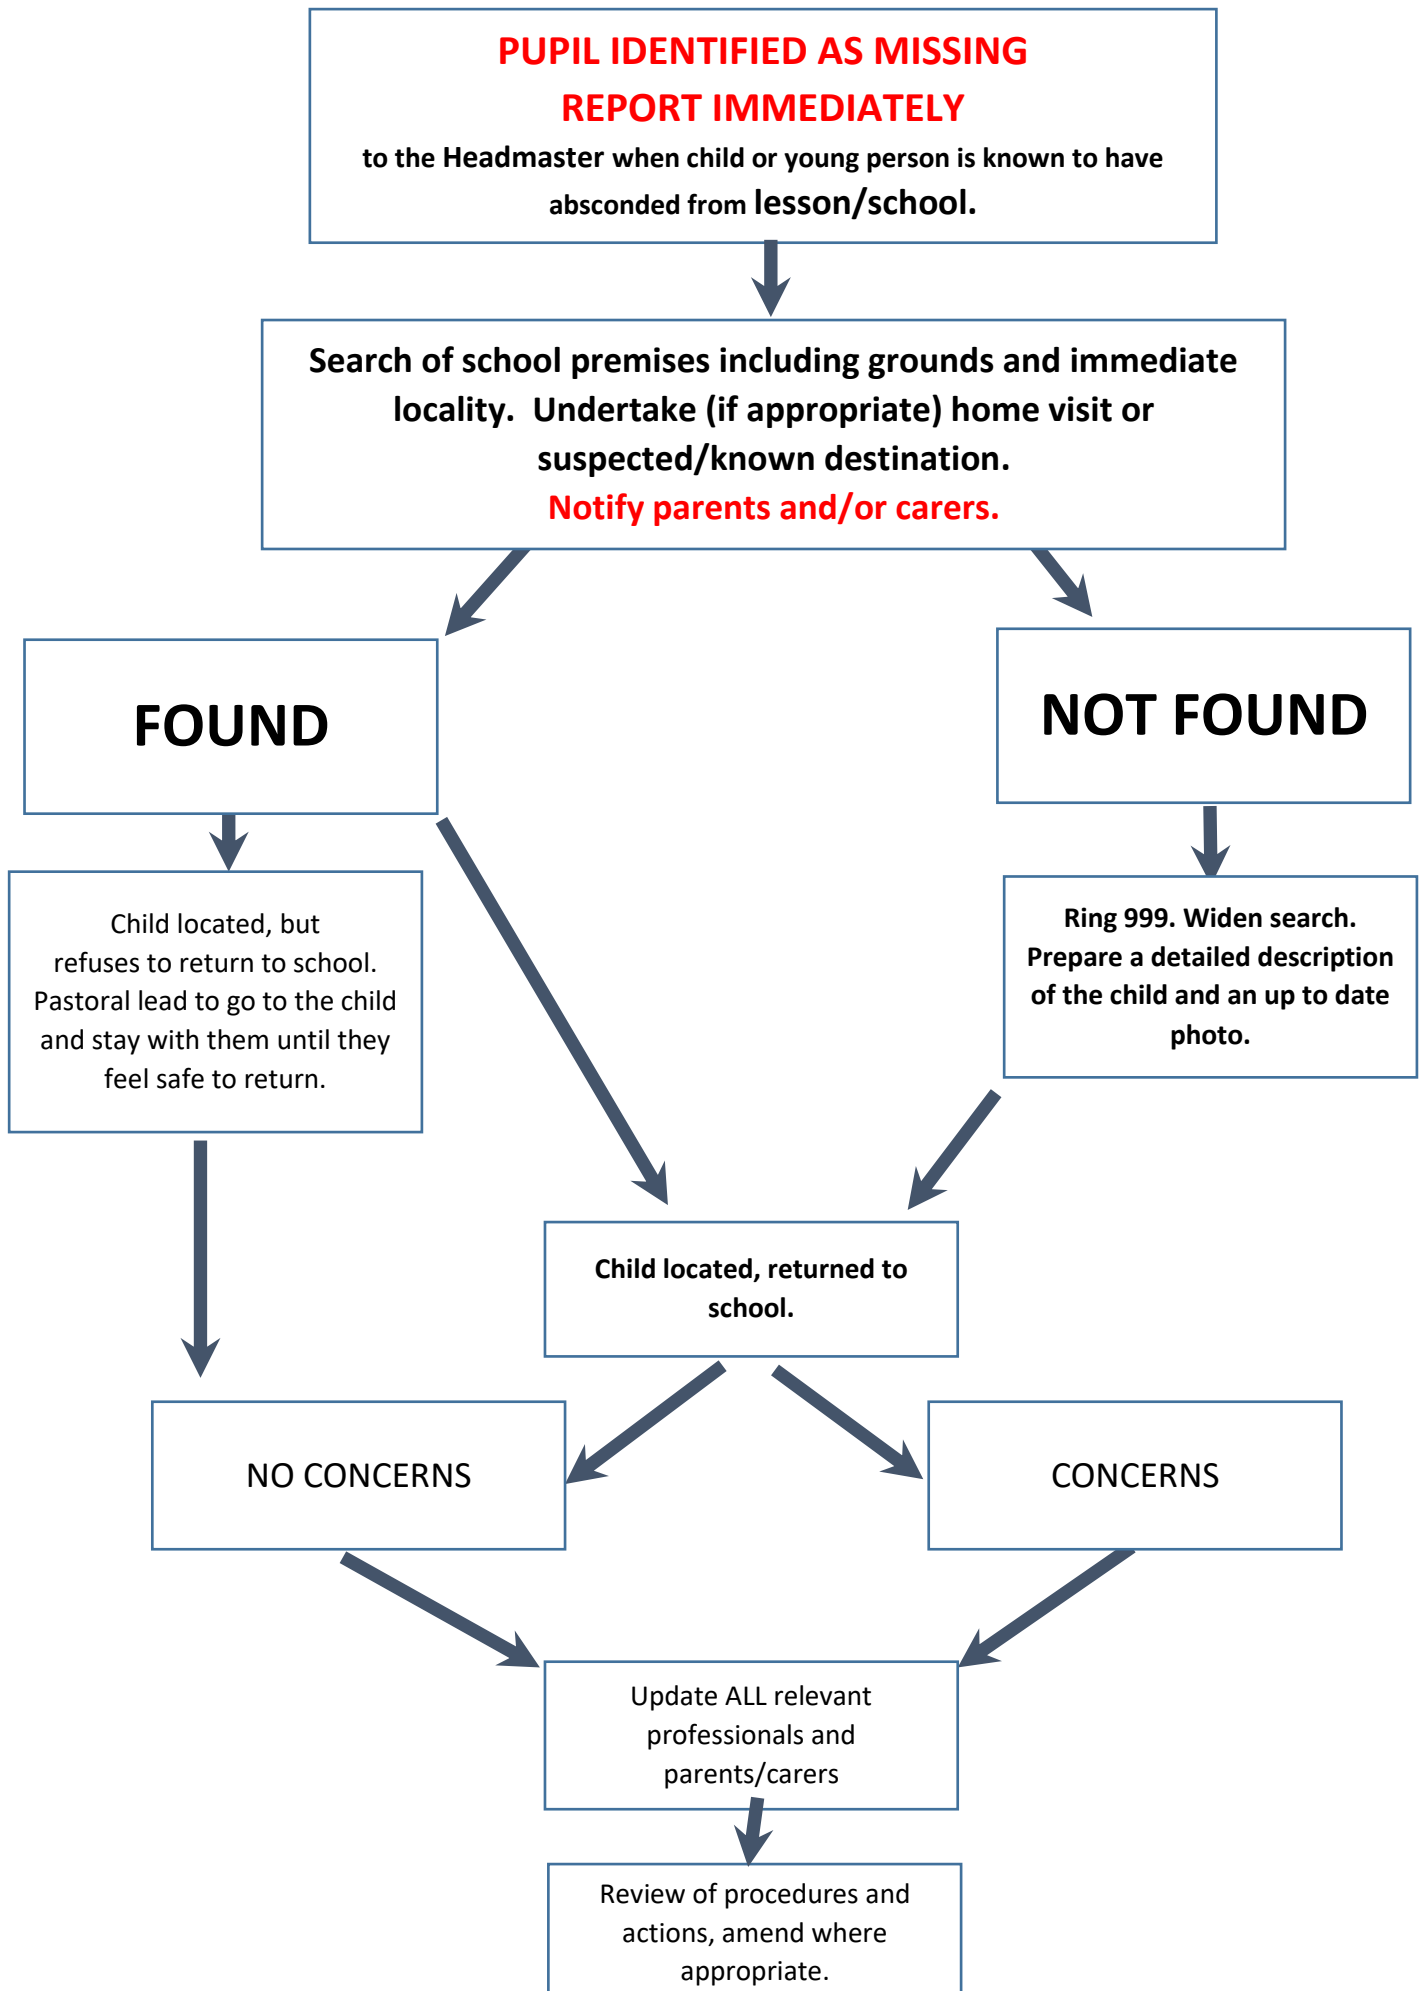 PUPIL IDENTIFIED AS MISSING
REPORT IMMEDIATELY
to the Headmaster when child or young person is known to have
absconded from lesson/school.
Search of school premises including grounds and immediate
locality.  Undertake (if appropriate) home visit or
suspected/known destination.
Notify parents and/or carers.
FOUND
NOT FOUND
Child located, but
refuses to return to school.
Pastoral lead to go to the child
and stay with them until they
feel safe to return.
Ring 999. Widen search.
Prepare a detailed description
of the child and an up to date
photo.
Child located, returned to
school.
NO CONCERNS
CONCERNS
Update ALL relevant
professionals and
parents/carers
Review of procedures and
actions, amend where
appropriate.